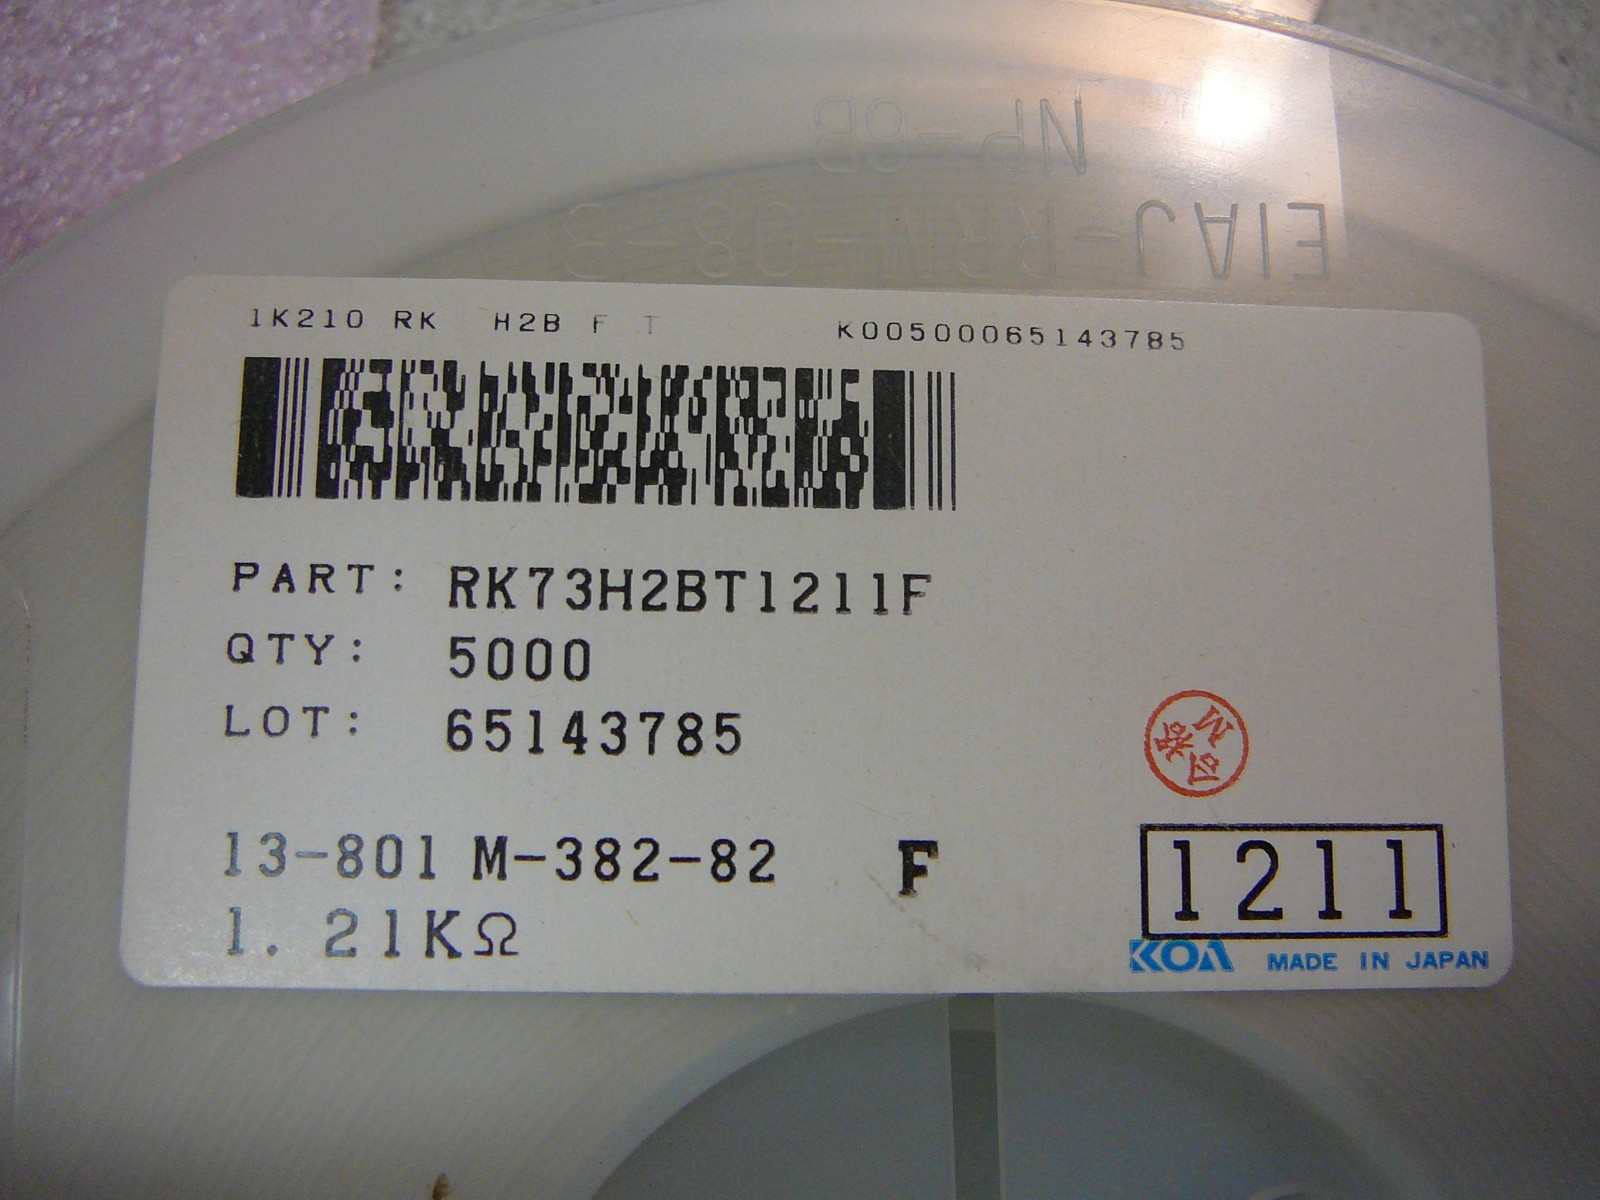 NP-8B
EIAJ-RRM-08-B
1K210 RK H2B F T K005000065143785
PART: RK73H2BT1211F
QTY: 5000
LOT: 65143785
13-801 M-382-82 F 1211
1. 21KΩ
KOA MADE IN JAPAN